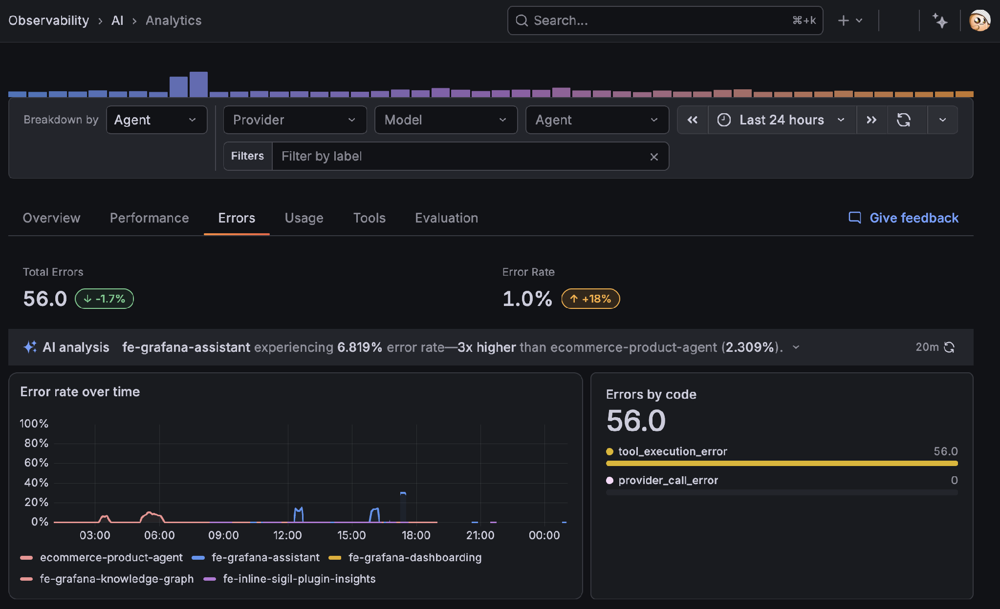 Observability › AI › Analytics
Search...
⌘+k
Breakdown by
Agent
Provider
Model
Agent
Last 24 hours
Filters
Filter by label
Overview
Performance
Errors
Usage
Tools
Evaluation
Give feedback
Total Errors
56.0
↓ -1.7%
Error Rate
1.0%
↑ +18%
AI analysis fe-grafana-assistant experiencing 6.819% error rate—3x higher than ecommerce-product-agent (2.309%).
20m
Error rate over time
100%
80%
60%
40%
20%
0%
03:00 06:00 09:00 12:00 15:00 18:00 21:00 00:00
ecommerce-product-agent fe-grafana-assistant fe-grafana-dashboarding
fe-grafana-knowledge-graph fe-inline-sigil-plugin-insights
Errors by code
56.0
tool_execution_error 56.0
provider_call_error 0